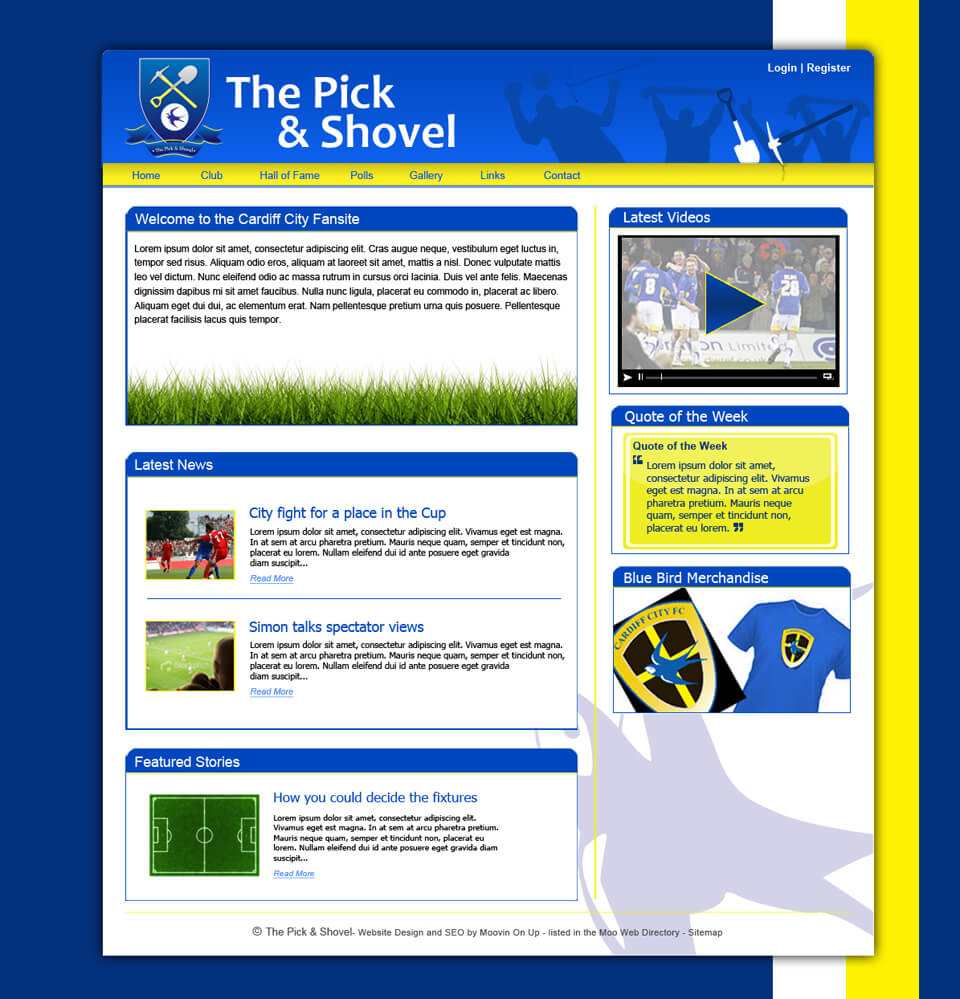 Login | Register
The Pick
& Shovel
The Pick & Shovel
Home Club Hall of Fame Polls Gallery Links Contact
Welcome to the Cardiff City Fansite
Lorem ipsum dolor sit amet, consectetur adipiscing elit. Cras augue neque, vestibulum eget luctus in,
tempor sed risus. Aliquam odio eros, aliquam at laoreet sit amet, mattis a nisl. Donec vulputate mattis
leo vel dictum. Nunc eleifend odio ac massa rutrum in cursus orci lacinia. Duis vel ante felis. Maecenas
dignissim dapibus mi sit amet faucibus. Nulla nunc ligula, placerat eu commodo in, placerat ac libero.
Aliquam eget dui dui, ac elementum erat. Nam pellentesque pretium urna quis posuere. Pellentesque
placerat facilisis lacus quis tempor.
Latest News
City fight for a place in the Cup
Lorem ipsum dolor sit amet, consectetur adipiscing elit. Vivamus eget est magna.
In at sem at arcu pharetra pretium. Mauris neque quam, semper et tincidunt non,
placerat eu lorem. Nullam eleifend dui id ante posuere eget gravida
diam suscipit...
Read More
Simon talks spectator views
Lorem ipsum dolor sit amet, consectetur adipiscing elit. Vivamus eget est magna.
In at sem at arcu pharetra pretium. Mauris neque quam, semper et tincidunt non,
placerat eu lorem. Nullam eleifend dui id ante posuere eget gravida
diam suscipit...
Read More
Featured Stories
How you could decide the fixtures
Lorem ipsum dolor sit amet, consectetur adipiscing elit.
Vivamus eget est magna. In at sem at arcu pharetra pretium.
Mauris neque quam, semper et tincidunt non, placerat eu
lorem. Nullam eleifend dui id ante posuere eget gravida diam
suscipit...
Read More
Latest Videos
8
28
Quote of the Week
Quote of the Week
“ Lorem ipsum dolor sit amet,
consectetur adipiscing elit. Vivamus
eget est magna. In at sem at arcu
pharetra pretium. Mauris neque
quam, semper et tincidunt non,
placerat eu lorem. ”
Blue Bird Merchandise
CARDIFF CITY FC
© The Pick & Shovel- Website Design and SEO by Moovin On Up - listed in the Moo Web Directory - Sitemap